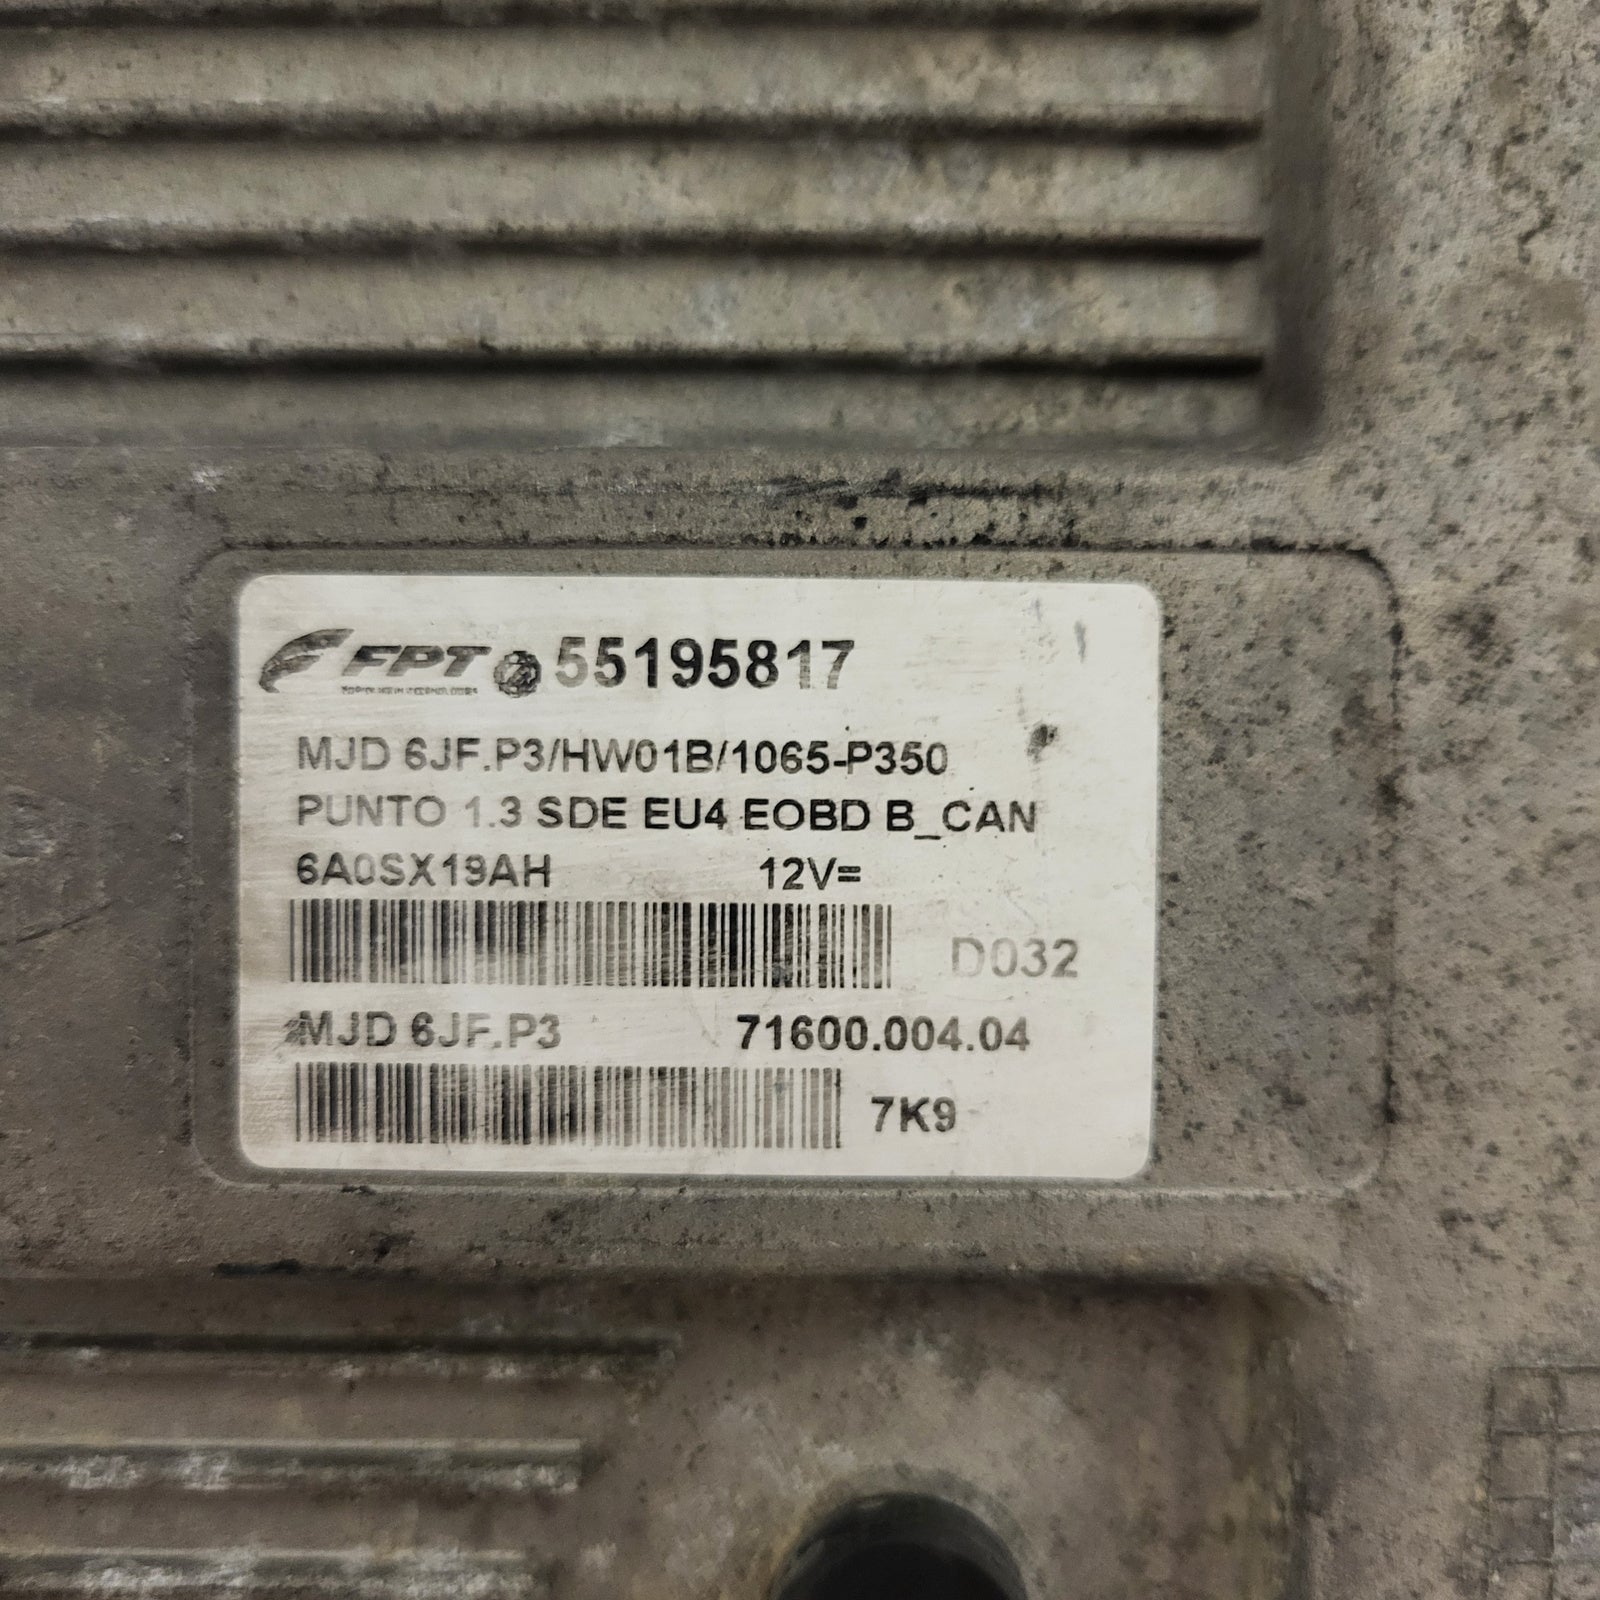 FPT 55195817
MJD 6JF.P3/HW01B/1065-P350
PUNTO 1.3 SDE EU4 EOBD B_CAN
6A0SX19AH 12V=
D032
MJD 6JF.P3 71600.004.04
7K9